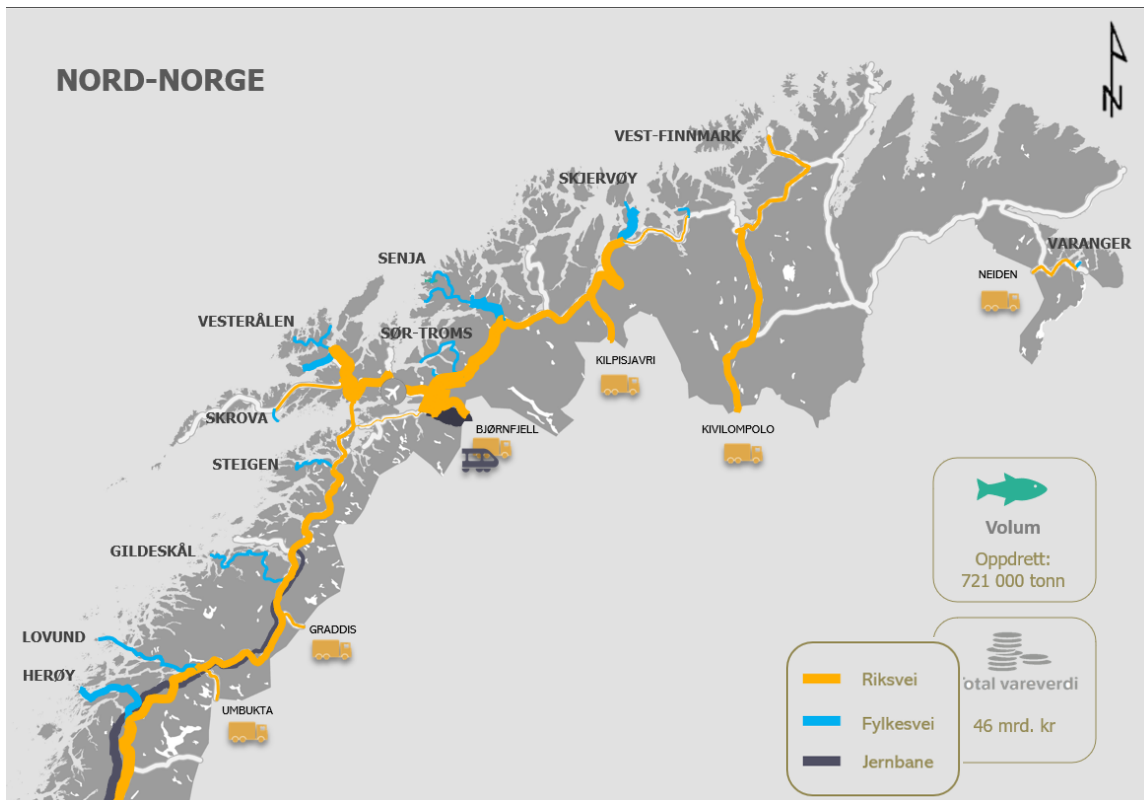 NORD-NORGE
N
VEST-FINNMARK
SKJERVØY
SENJA
VARANGER
NEIDEN
VESTERÅLEN
SØR-TROMS
KILPISJAVRI
SKROVA
BJØRNFJELL
KIVILOMPOLO
STEIGEN
GILDESKÅL
GRADDIS
LOVUND
HERØY
UMBUKTA
Volum
Oppdrett:
721 000 tonn
otal vareverdi
46 mrd. kr
Riksvei
Fylkesvei
Jernbane